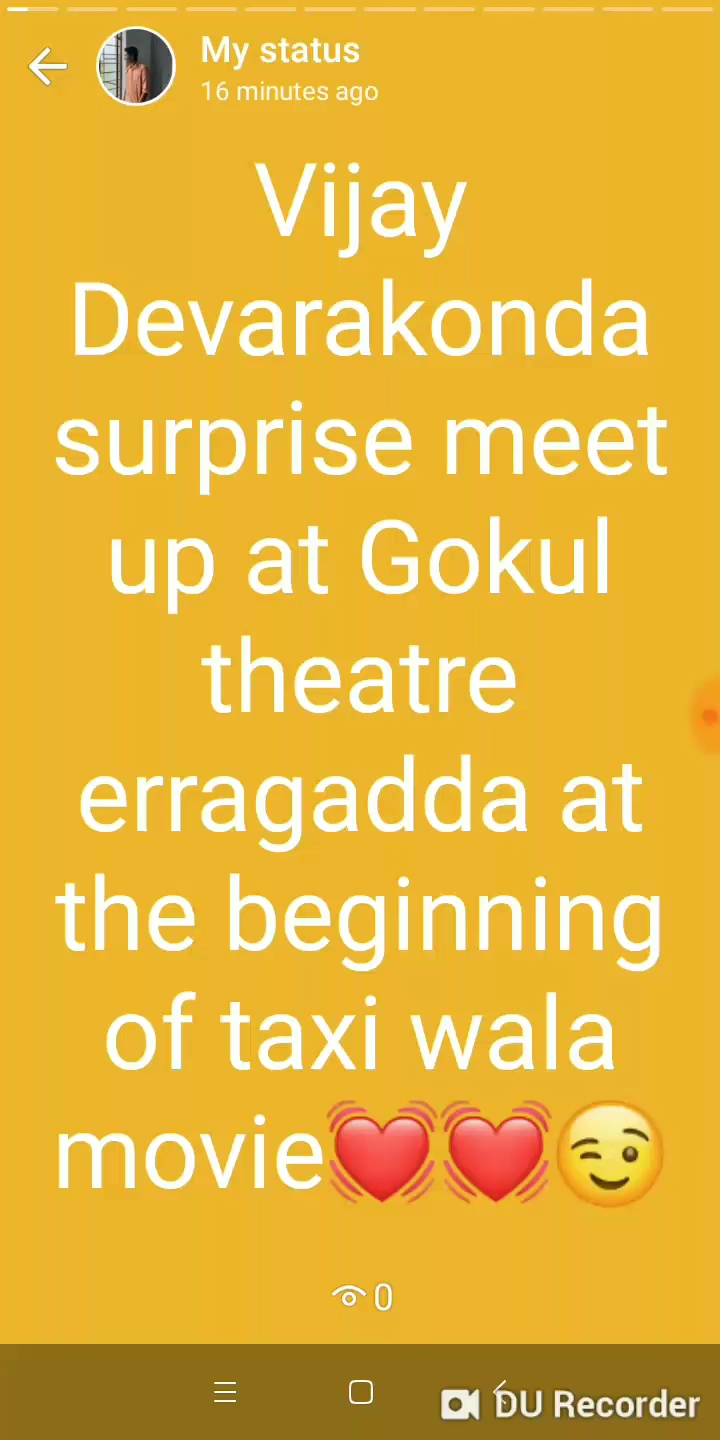 My status
16 minutes ago
Vijay
Devarakonda
surprise meet
up at Gokul
theatre
erragadda at
the beginning
of taxi wala
movie💓💓😉
0
DU Recorder